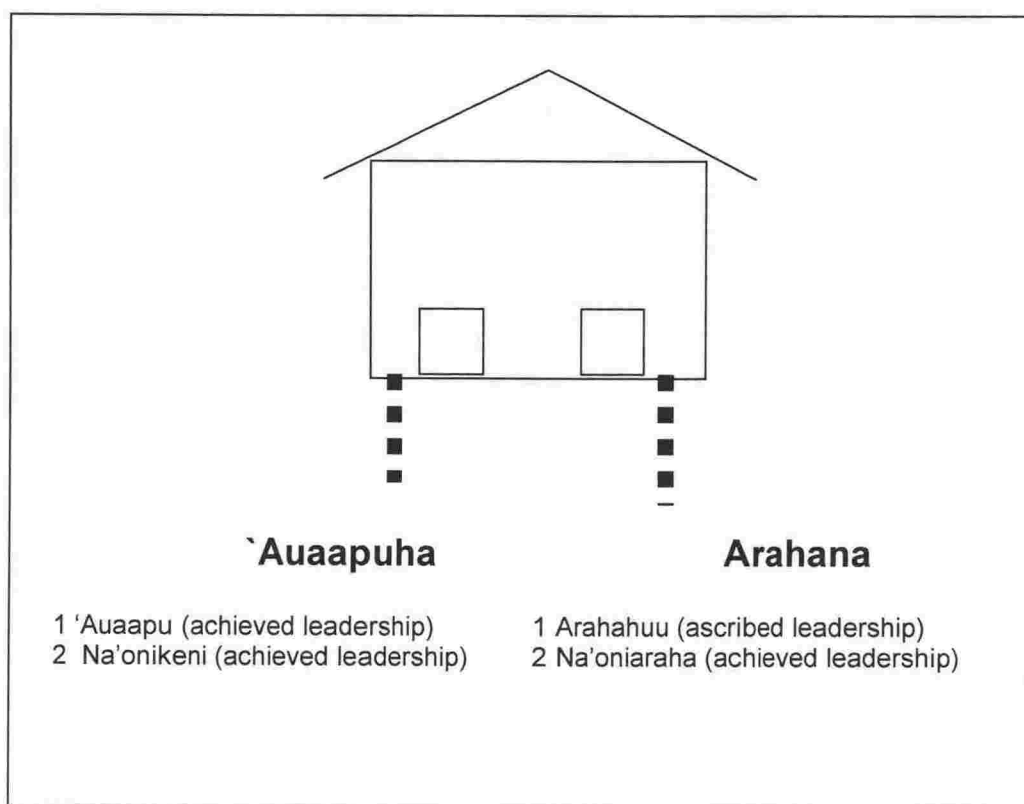 `Auaapuha
Arahana
1 ‘Auaapu (achieved leadership)
2 Na'onikeni (achieved leadership)
1 Arahahuu (ascribed leadership)
2 Na'oniaraha (achieved leadership)